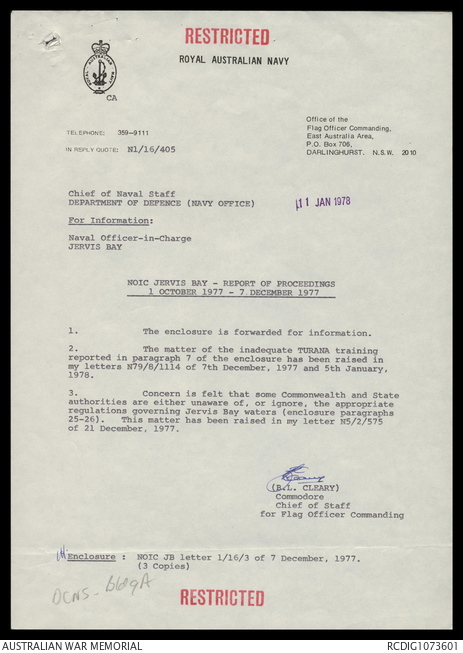 RESTRICTED
ROYAL AUSTRALIAN NAVY
CA
TELEPHONE: 359-9111
IN REPLY QUOTE: N1/16/405
Office of the
Flag Officer Commanding,
East Australia Area,
P.O. Box 706,
DARLINGHURST. N.S.W. 2010
Chief of Naval Staff
DEPARTMENT OF DEFENCE (NAVY OFFICE)
11 JAN 1978
For Information:
Naval Officer-in-Charge
JERVIS BAY
NOIC JERVIS BAY - REPORT OF PROCEEDINGS
1 OCTOBER 1977 - 7 DECEMBER 1977
1. The enclosure is forwarded for information.
2. The matter of the inadequate TURANA training
reported in paragraph 7 of the enclosure has been raised in
my letters N79/8/1114 of 7th December, 1977 and 5th January,
1978.
3. Concern is felt that some Commonwealth and State
authorities are either unaware of, or ignore, the appropriate
regulations governing Jervis Bay waters (enclosure paragraphs
25-26). This matter has been raised in my letter N5/2/575
of 21 December, 1977.
(B.L. CLEARY)
Commodore
Chief of Staff
for Flag Officer Commanding
Enclosure : NOIC JB letter 1/16/3 of 7 December, 1977.
(3 Copies)
DCNS -
RESTRICTED
AUSTRALIAN WAR MEMORIAL
RCDIG1073601